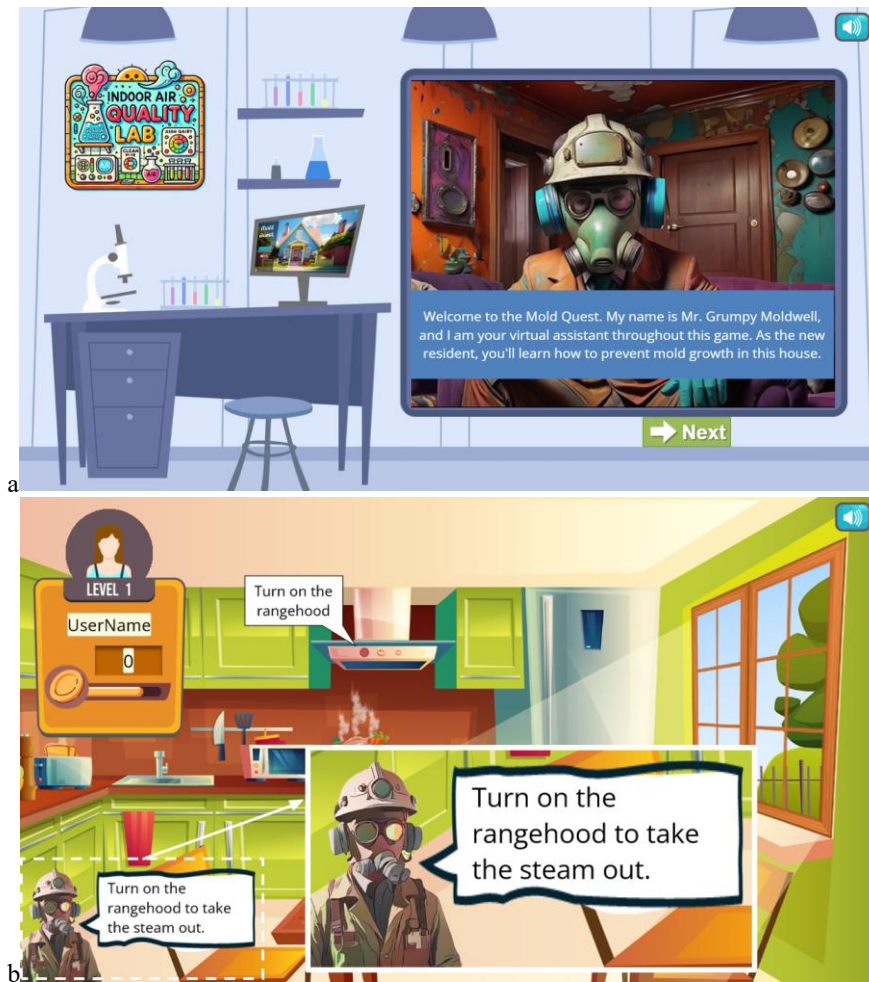 INDOOR AIR
QUALITY
LAB
CLEAN
AIR
Welcome to the Mold Quest. My name is Mr. Grumpy Moldwell,
and I am your virtual assistant throughout this game. As the new
resident, you'll learn how to prevent mold growth in this house.
Next
a
LEVEL 1
UserName
0
Turn on the
rangehood
Turn on the
rangehood to take
the steam out.
Turn on the
rangehood to take
the steam out.
b